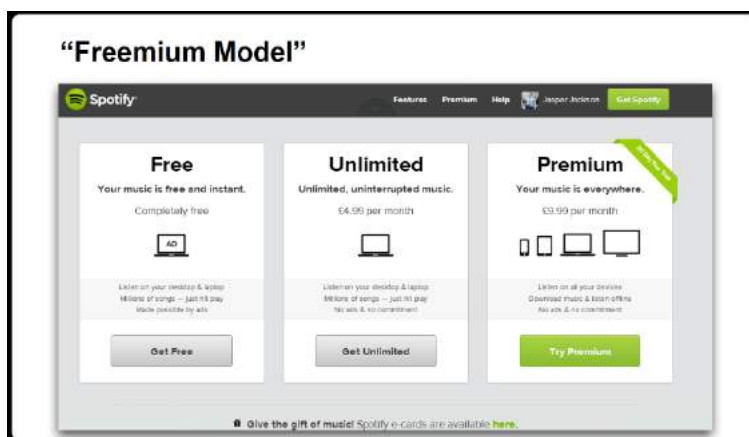 “Freemium Model”
Spotify
Features Premium Help Jasper Jackson Get Spotify
Free
Your music is free and instant.
Completely free
AD
Listen on your desktop & laptop
Millions of songs — just hit play
Made possible by ads
Get Free
Unlimited
Unlimited, uninterrupted music.
£4.99 per month
Listen on your desktop & laptop
Millions of songs — just hit play
No ads & no commitment
Get Unlimited
Premium
Your music is everywhere.
£9.99 per month
Listen on all your devices
Download music & listen offline
No ads & no commitment
Try Premium
Give the gift of music! Spotify e-cards are available here.